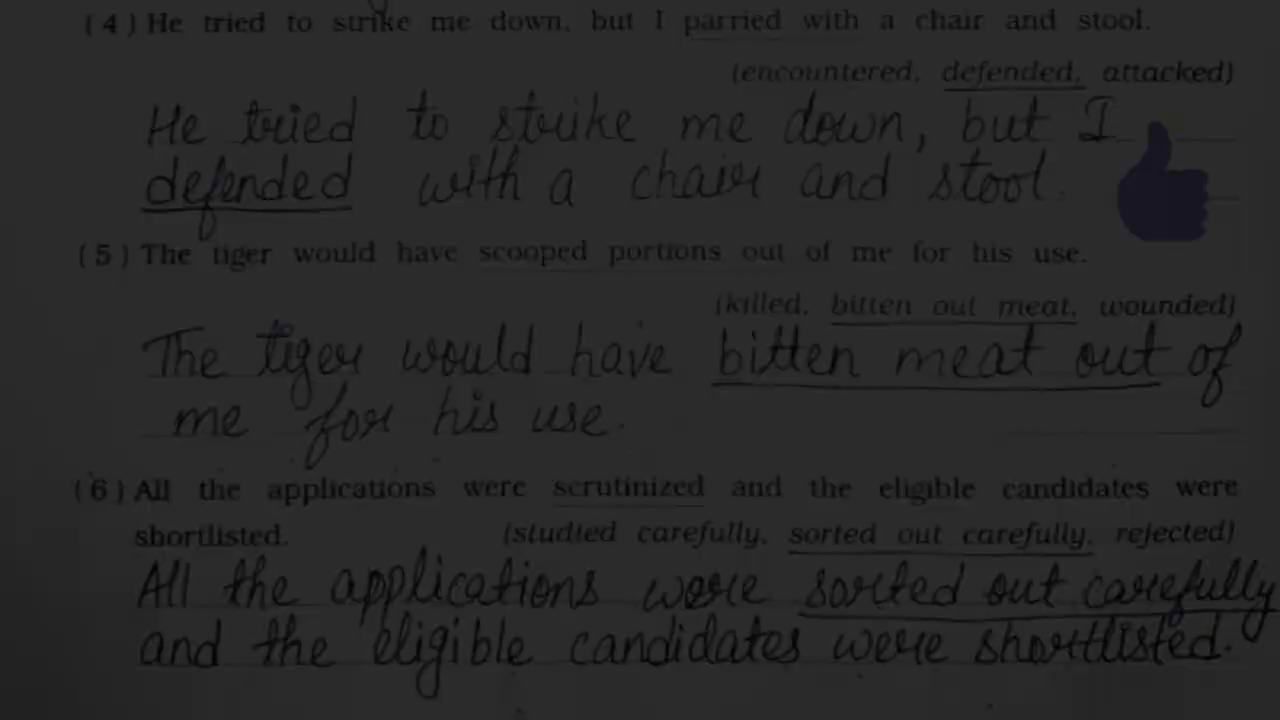 (4) He tried to strike me down, but I parried with a chair and stool.
(encountered, defended, attacked)
He tried to strike me down, but I
defended with a chair and stool.
(5) The tiger would have scooped portions out of me for his use.
(killed, bitten out meat, wounded)
The tiger would have bitten meat out of
me for his use.
(6) All the applications were scrutinized and the eligible candidates were
shortlisted. (studied carefully, sorted out carefully, rejected)
All the applications were sorted out carefully
and the eligible candidates were shortlisted.